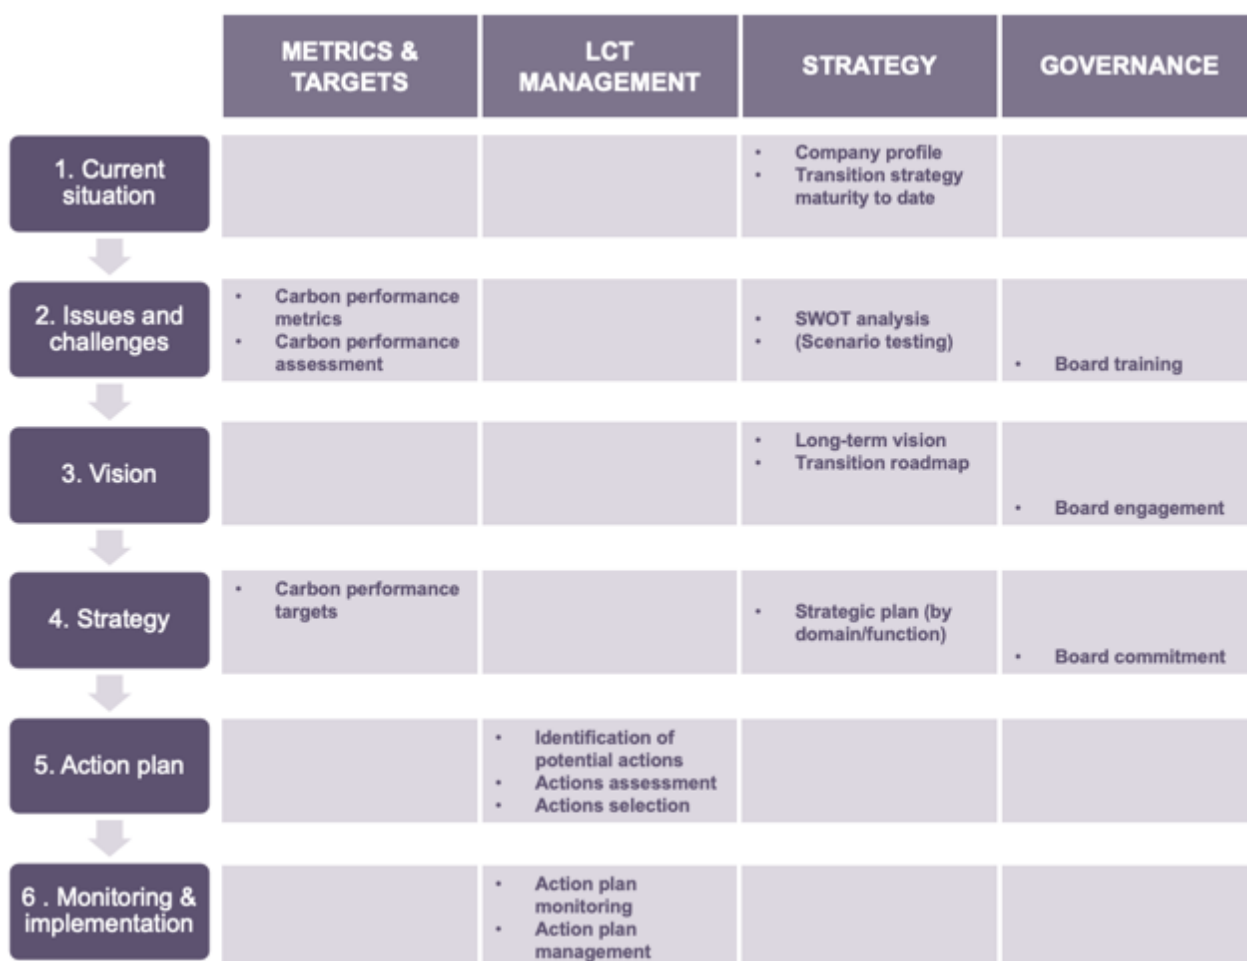 METRICS &
TARGETS
LCT
MANAGEMENT
STRATEGY
GOVERNANCE
1. Current
situation
• Company profile
• Transition strategy
maturity to date
2. Issues and
challenges
• Carbon performance
metrics
• Carbon performance
assessment
• SWOT analysis
• (Scenario testing)
• Board training
3. Vision
• Long-term vision
• Transition roadmap
• Board engagement
4. Strategy
• Carbon performance
targets
• Strategic plan (by
domain/function)
• Board commitment
5. Action plan
• Identification of
potential actions
• Actions assessment
• Actions selection
6 . Monitoring &
implementation
• Action plan
monitoring
• Action plan
management